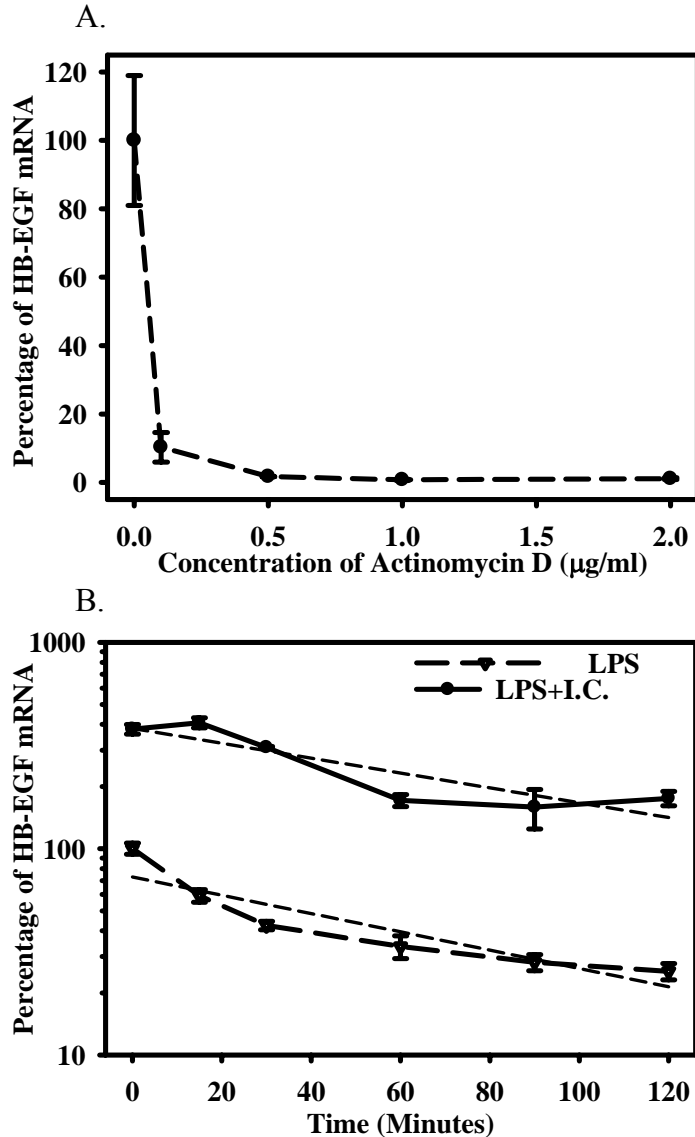 A.
Percentage of HB-EGF mRNA
120
100
80
60
40
20
0
0.0 0.5 1.0 1.5 2.0
Concentration of Actinomycin D (μg/ml)
B.
Percentage of HB-EGF mRNA
1000
100
10
LPS
LPS+I.C.
0 20 40 60 80 100 120
Time (Minutes)